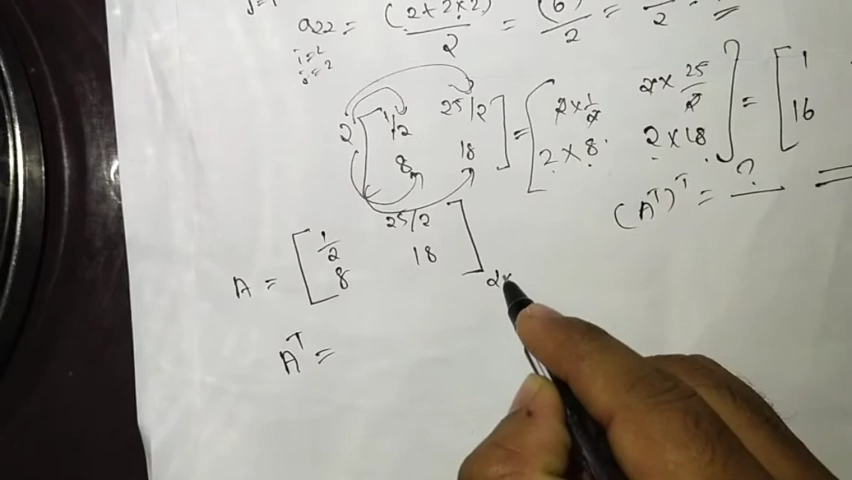 a22 = (2+2×2) / 2 = (6) / 2 = / 2 =
i=2
j=2
2 [ 1/2 25/2 ; 8 18 ] = [ 2 × 1/2 2 × 25/2 ; 2 × 8 2 × 18 ] = [ 1 ; 16
(A^T)^T = ?
A = [ 1/2 25/2 ; 8 18 ] 2×
A^T =